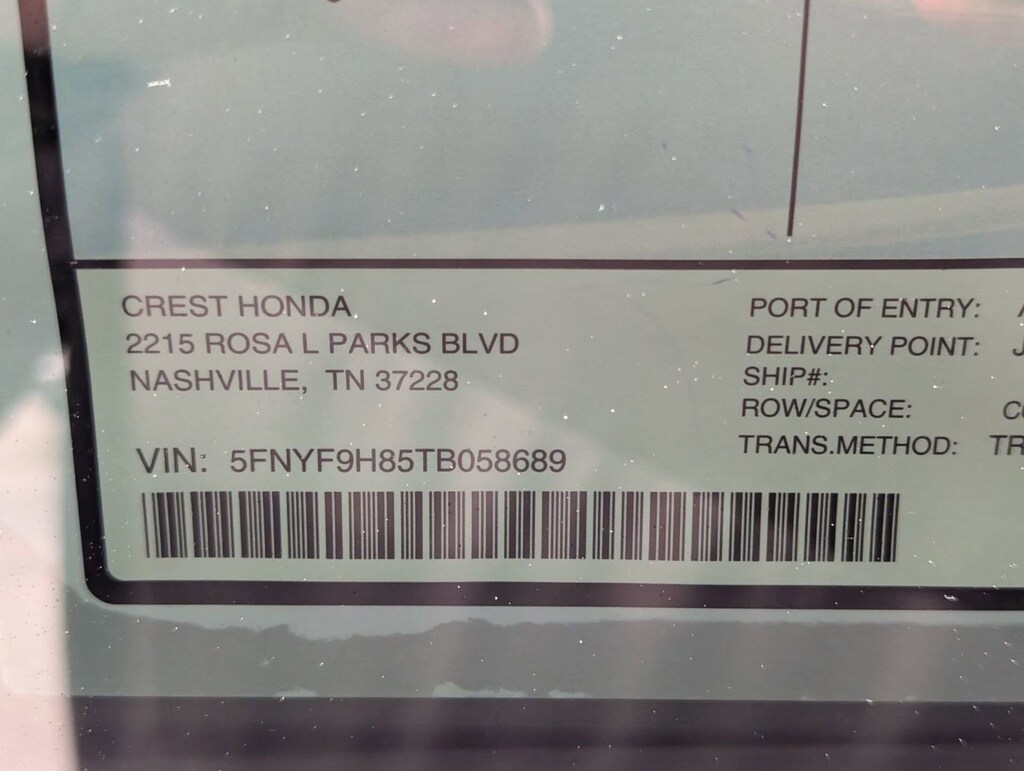 CREST HONDA
2215 ROSA L PARKS BLVD
NASHVILLE, TN 37228
VIN: 5FNYF9H85TB058689
PORT OF ENTRY:
DELIVERY POINT:
SHIP#:
ROW/SPACE:
TRANS.METHOD: